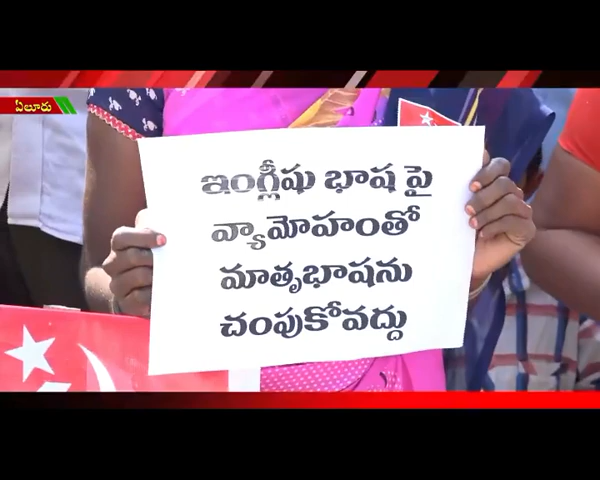 ఏలూరు
ఇంగ్లీషు భాష పై
వ్యామోహంతో
మాతృభాషను
చంపుకోవద్దు